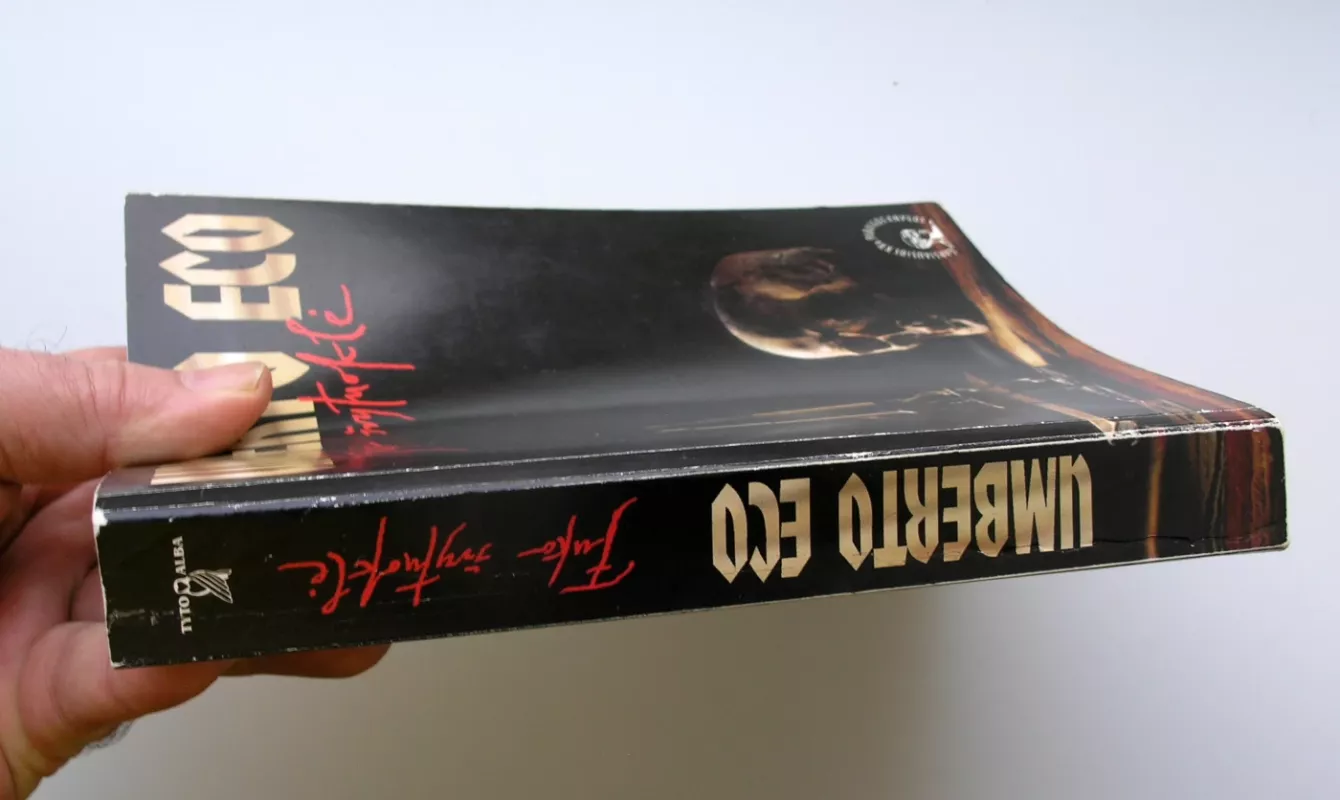 ECO
švytuoklė
UMBERTO ECO
Fuko švytuoklė
TYTO ALBA